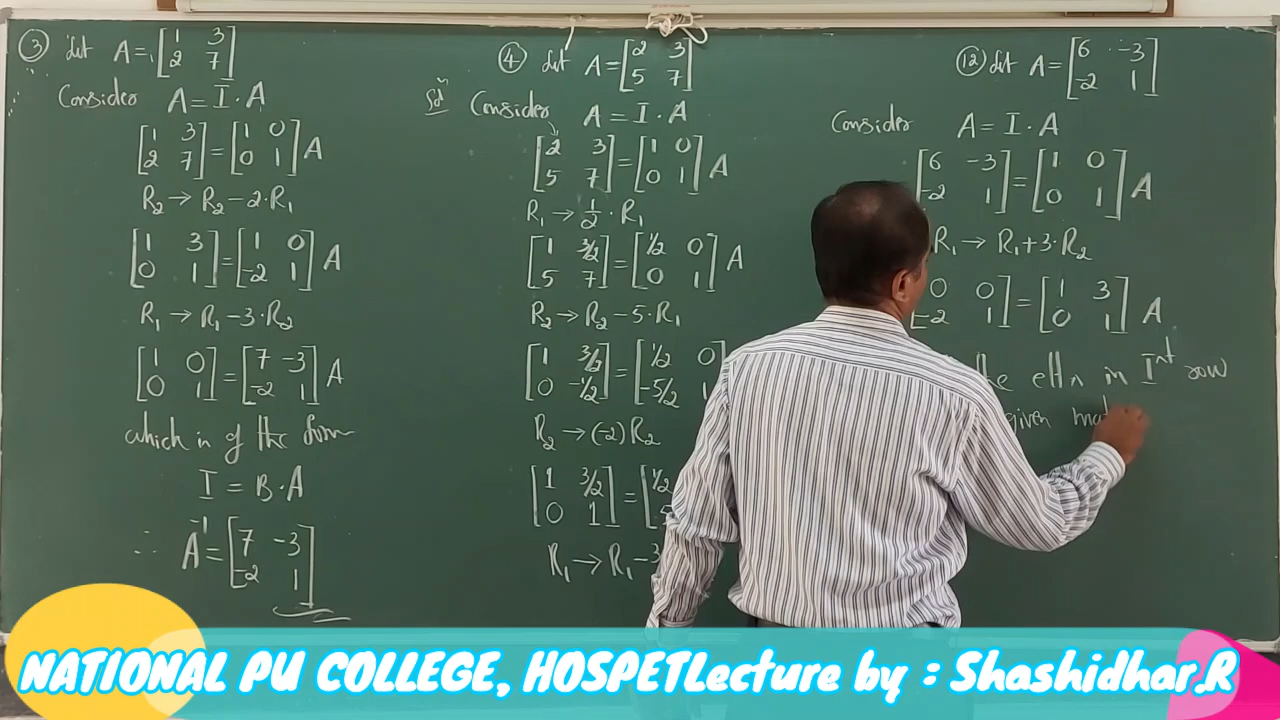 ③ Let A = [1 3
2 7]
Consider A = I · A
[1 3
2 7] = [1 0
0 1] A
R₂ → R₂ − 2·R₁
[1 3
0 1] = [1 0
−2 1] A
R₁ → R₁ − 3·R₂
[1 0
0 1] = [7 −3
−2 1] A
which is of the form
I = B·A
∴ A⁻¹ = [7 −3
−2 1]
④ Let A = [2 3
5 7]
Solⁿ Consider A = I · A
[2 3
5 7] = [1 0
0 1] A
R₁ → 1/2 · R₁
[1 3/2
5 7] = [1/2 0
0 1] A
R₂ → R₂ − 5·R₁
[1 3/2
0 −1/2] = [1/2 0
−5/2 1
R₂ → (−2) R₂
[1 3/2
0 1] = [1/2
5
R₁ → R₁ − 3
⑫ Let A = [6 −3
−2 1]
Consider A = I · A
[6 −3
−2 1] = [1 0
0 1] A
R₁ → R₁ + 3·R₂
0 0
−2 1] = [1 3
0 1] A
the etts in Iˢᵗ row
given mat
NATIONAL PU COLLEGE, HOSPET Lecture by : Shashidhar.R